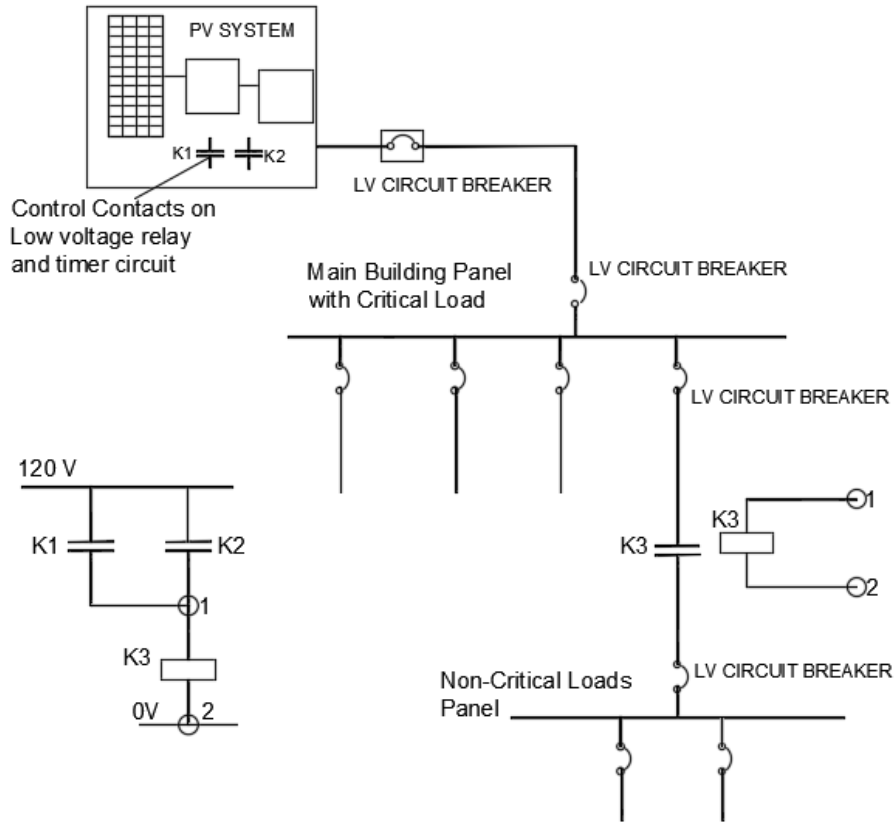 PV SYSTEM
K1
K2
LV CIRCUIT BREAKER
Control Contacts on
Low voltage relay
and timer circuit
LV CIRCUIT BREAKER
Main Building Panel
with Critical Load
LV CIRCUIT BREAKER
120 V
K1
K2
1
K3
0V
2
K3
K3
1
2
LV CIRCUIT BREAKER
Non-Critical Loads
Panel